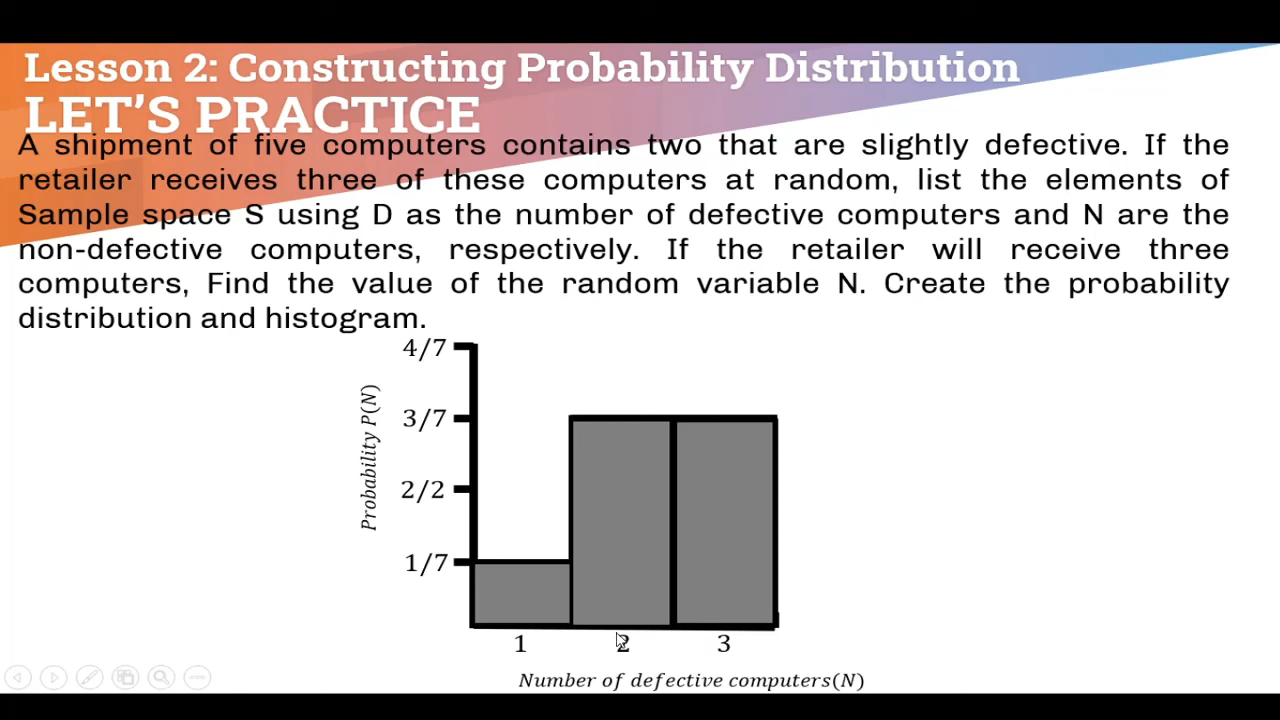 Lesson 2: Constructing Probability Distribution
LET'S PRACTICE
A shipment of five computers contains two that are slightly defective. If the
retailer receives three of these computers at random, list the elements of
Sample space S using D as the number of defective computers and N are the
non-defective computers, respectively. If the retailer will receive three
computers, Find the value of the random variable N. Create the probability
distribution and histogram.
4/7
3/7
2/2
1/7
Probability P(N)
1 2 3
Number of defective computers(N)